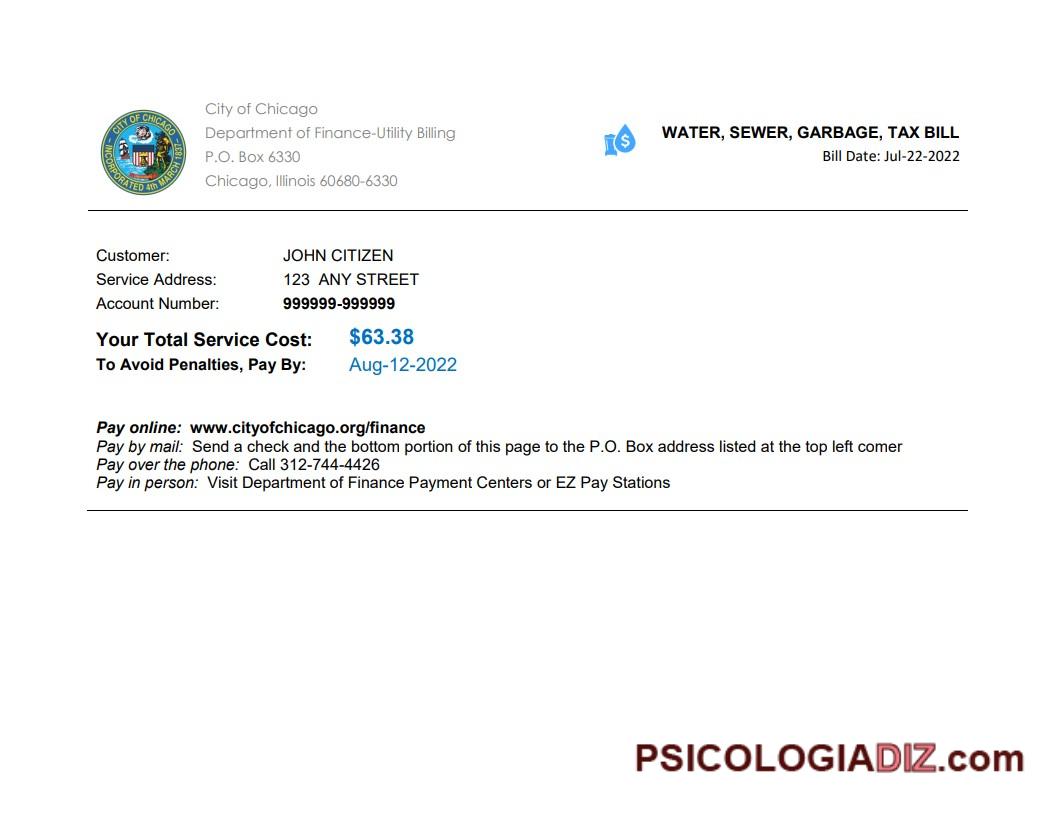 City of Chicago
Department of Finance-Utility Billing
P.O. Box 6330
Chicago, Illinois 60680-6330
CITY OF CHICAGO
INCORPORATED 4th MARCH 1837
$
WATER, SEWER, GARBAGE, TAX BILL
Bill Date: Jul-22-2022
Customer: JOHN CITIZEN
Service Address: 123 ANY STREET
Account Number: 999999-999999
Your Total Service Cost: $63.38
To Avoid Penalties, Pay By: Aug-12-2022
Pay online: www.cityofchicago.org/finance
Pay by mail: Send a check and the bottom portion of this page to the P.O. Box address listed at the top left comer
Pay over the phone: Call 312-744-4426
Pay in person: Visit Department of Finance Payment Centers or EZ Pay Stations
PSICOLOGIADIZ.com